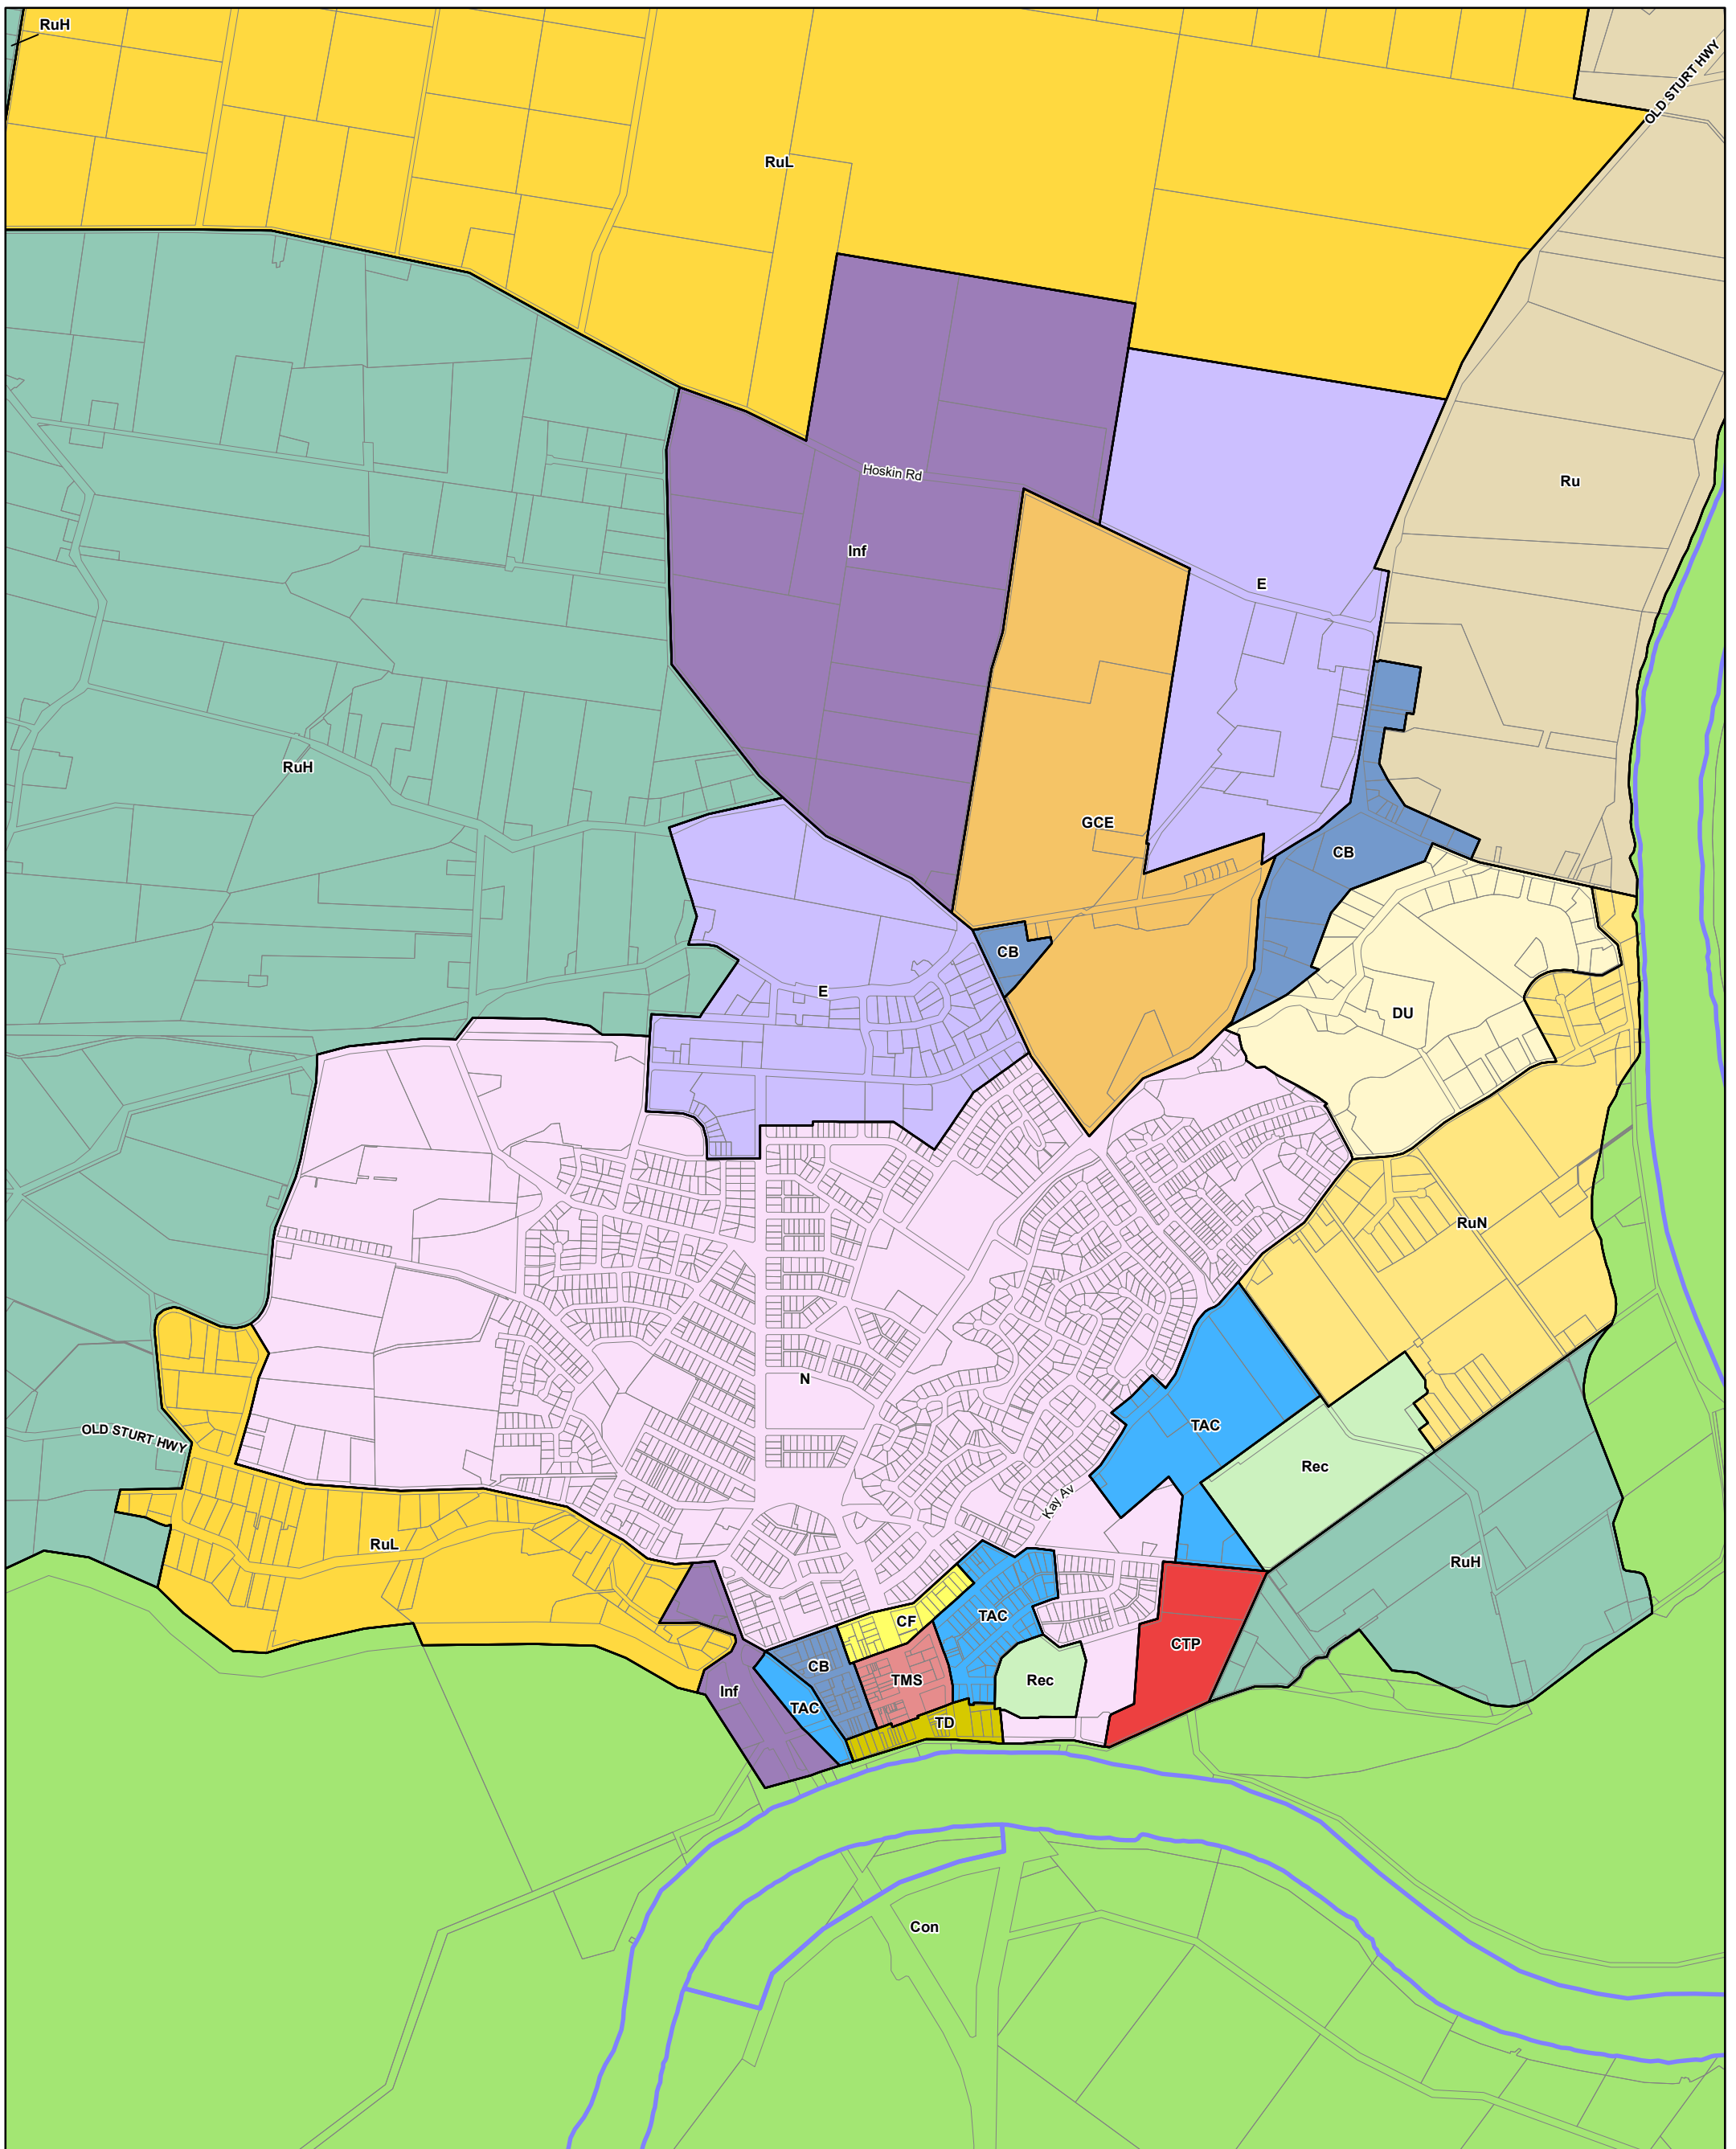 RuH
OLD STURT HWY
RuL
Hoskin Rd
Ru
Inf
E
RuH
GCE
CB
CB
E
DU
RuN
N
TAC
OLD STURT HWY
Rec
Kay Av
RuL
RuH
TAC
CF
CTP
CB
TMS
Rec
Inf
TAC
TD
Con